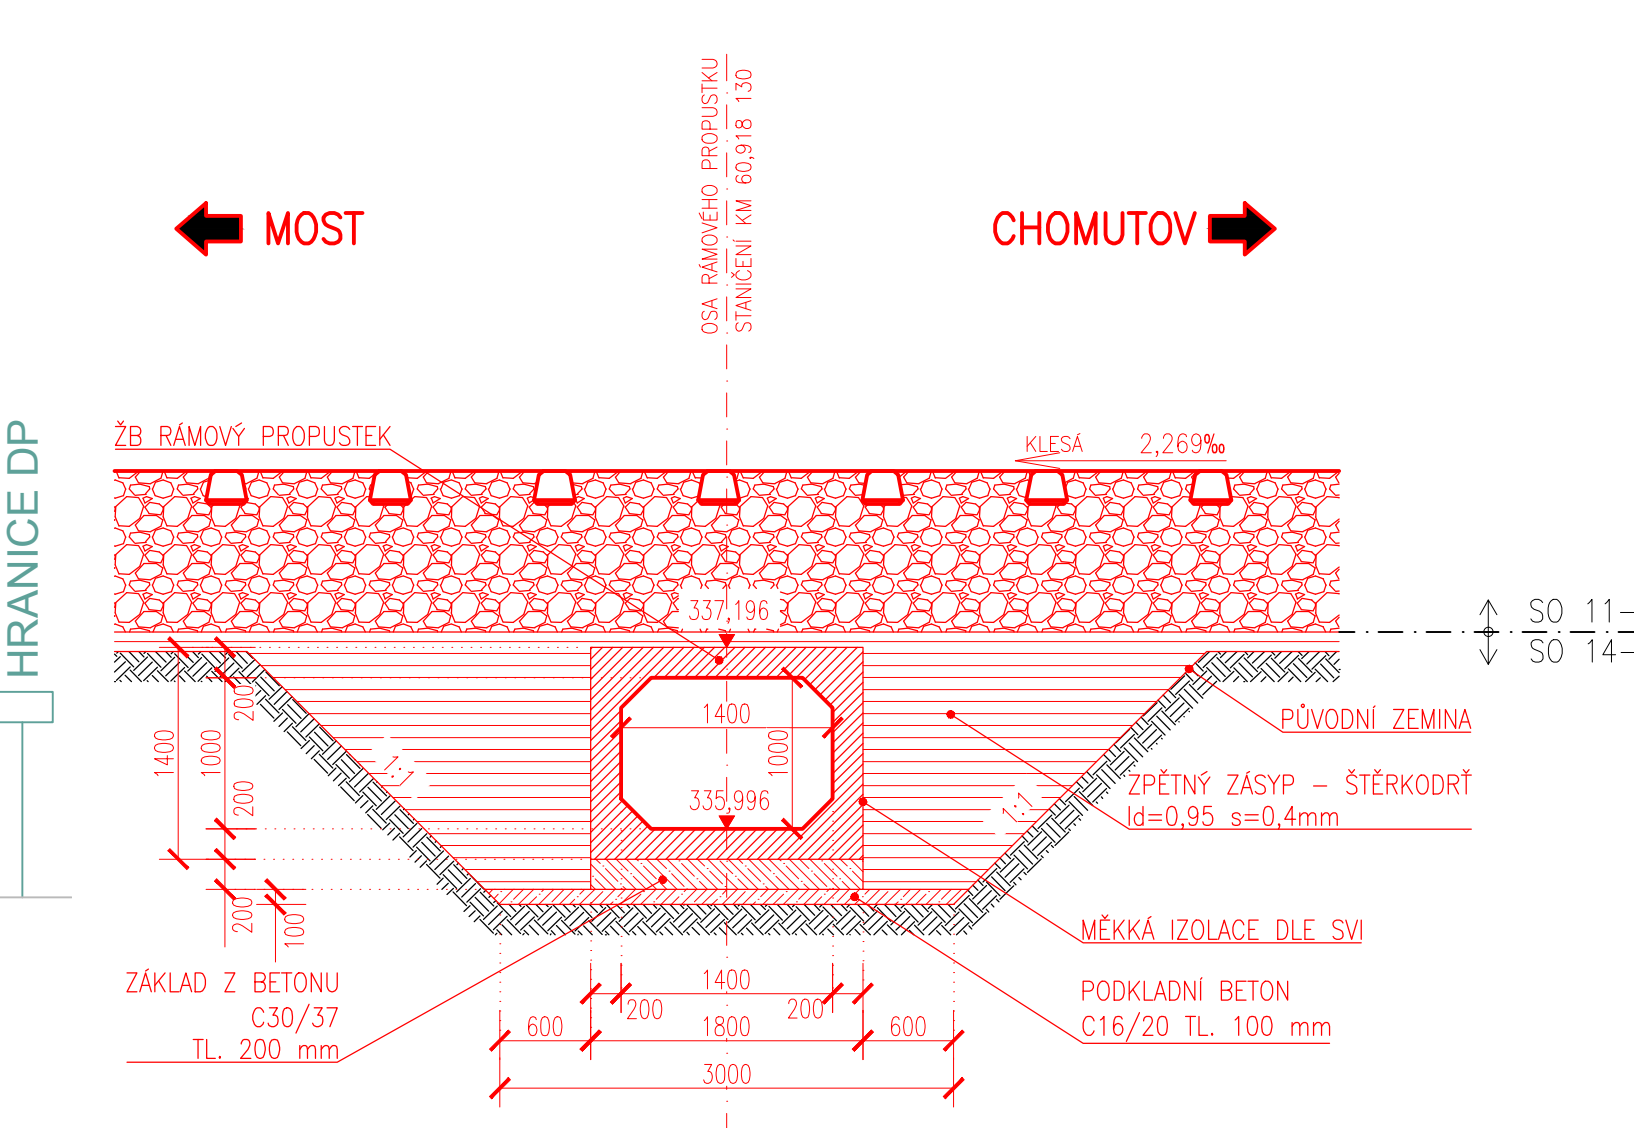 OSA RÁMOVÉHO PROPUSTKU
STANIČENÍ KM 60,918 130
MOST
CHOMUTOV
HRANICE DP
ŽB RÁMOVÝ PROPUSTEK
KLESÁ 2,269‰
337,196
SO 11-
SO 14-
200
1400
1000
200
200
100
1:1
1400
1000
335,996
1:1
PŮVODNÍ ZEMINA
ZPĚTNÝ ZÁSYP – ŠTĚRKODRŤ
Id=0,95 s=0,4mm
MĚKKÁ IZOLACE DLE SVI
ZÁKLAD Z BETONU
C30/37
TL. 200 mm
PODKLADNÍ BETON
C16/20 TL. 100 mm
1400
200
200
600
1800
600
3000